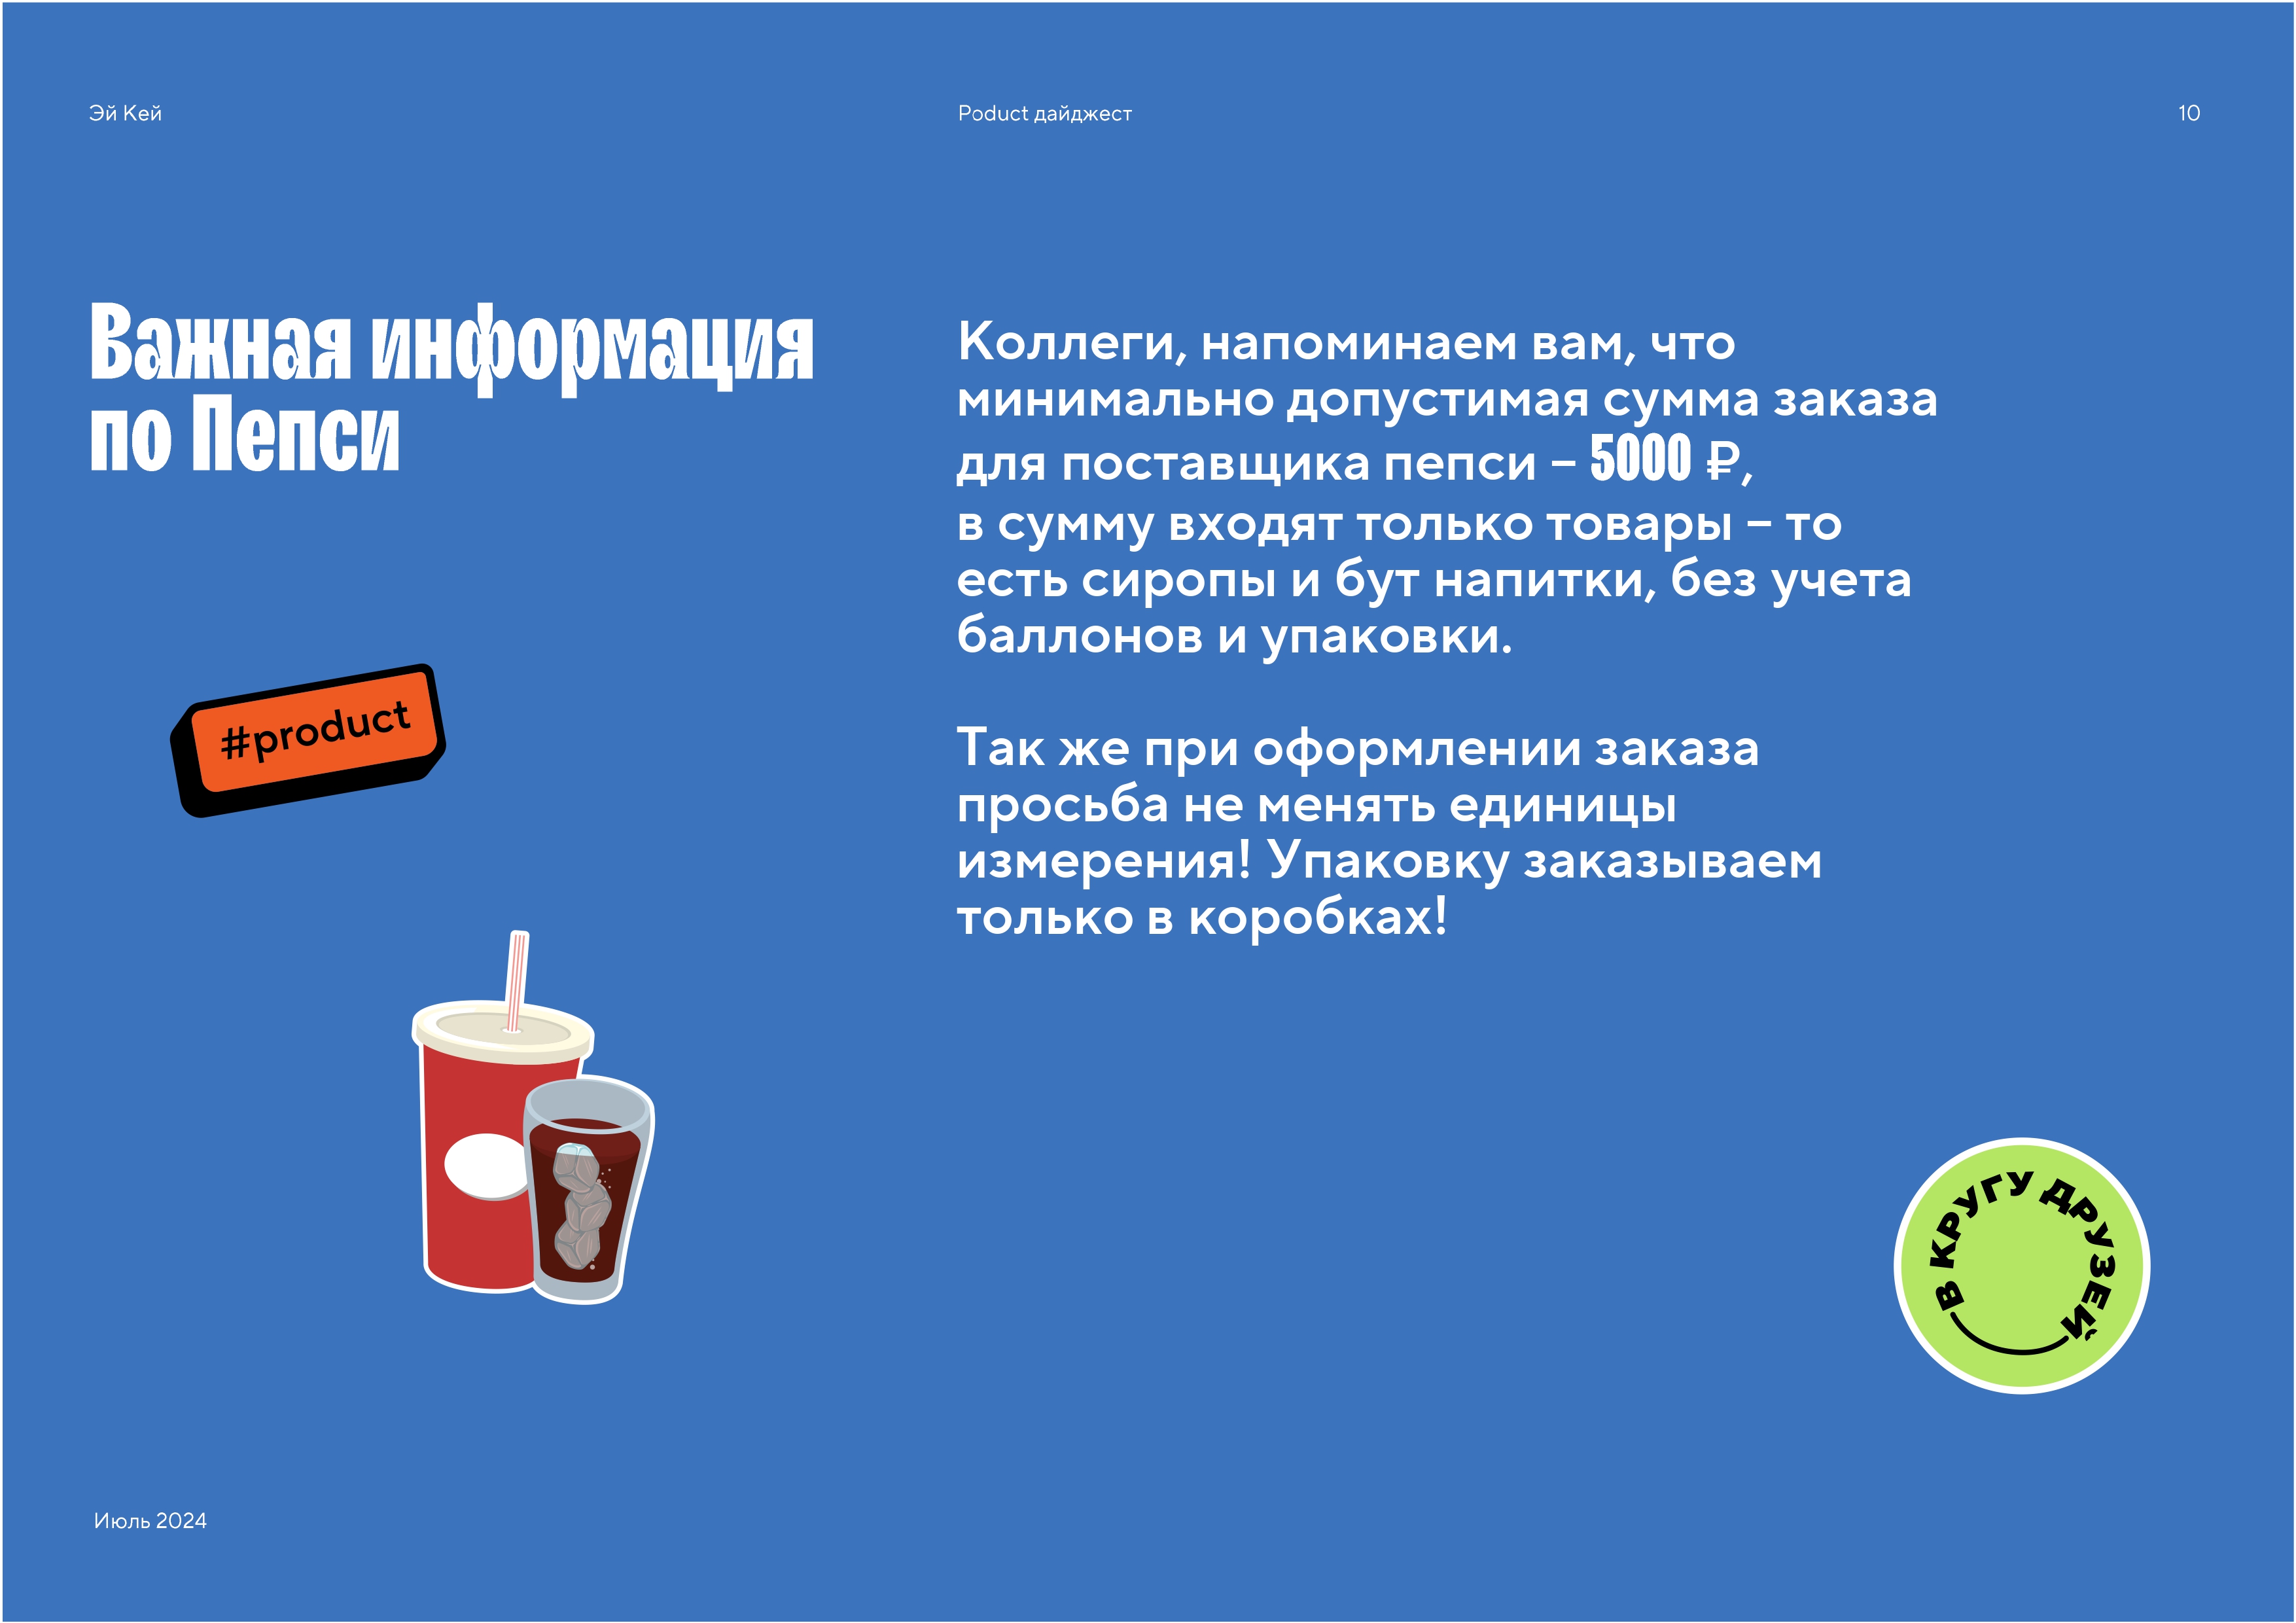 Эй Кей
Poduct дайджест
10
Важная информация
по Пепси
Коллеги, напоминаем вам, что
минимально допустимая сумма заказа
для поставщика пепси – 5000 ₽,
в сумму входят только товары – то
есть сиропы и бут напитки, без учета
баллонов и упаковки.
Так же при оформлении заказа
просьба не менять единицы
измерения! Упаковку заказываем
только в коробках!
#product
В КРУГУ ДРУЗЕЙ
Июль 2024